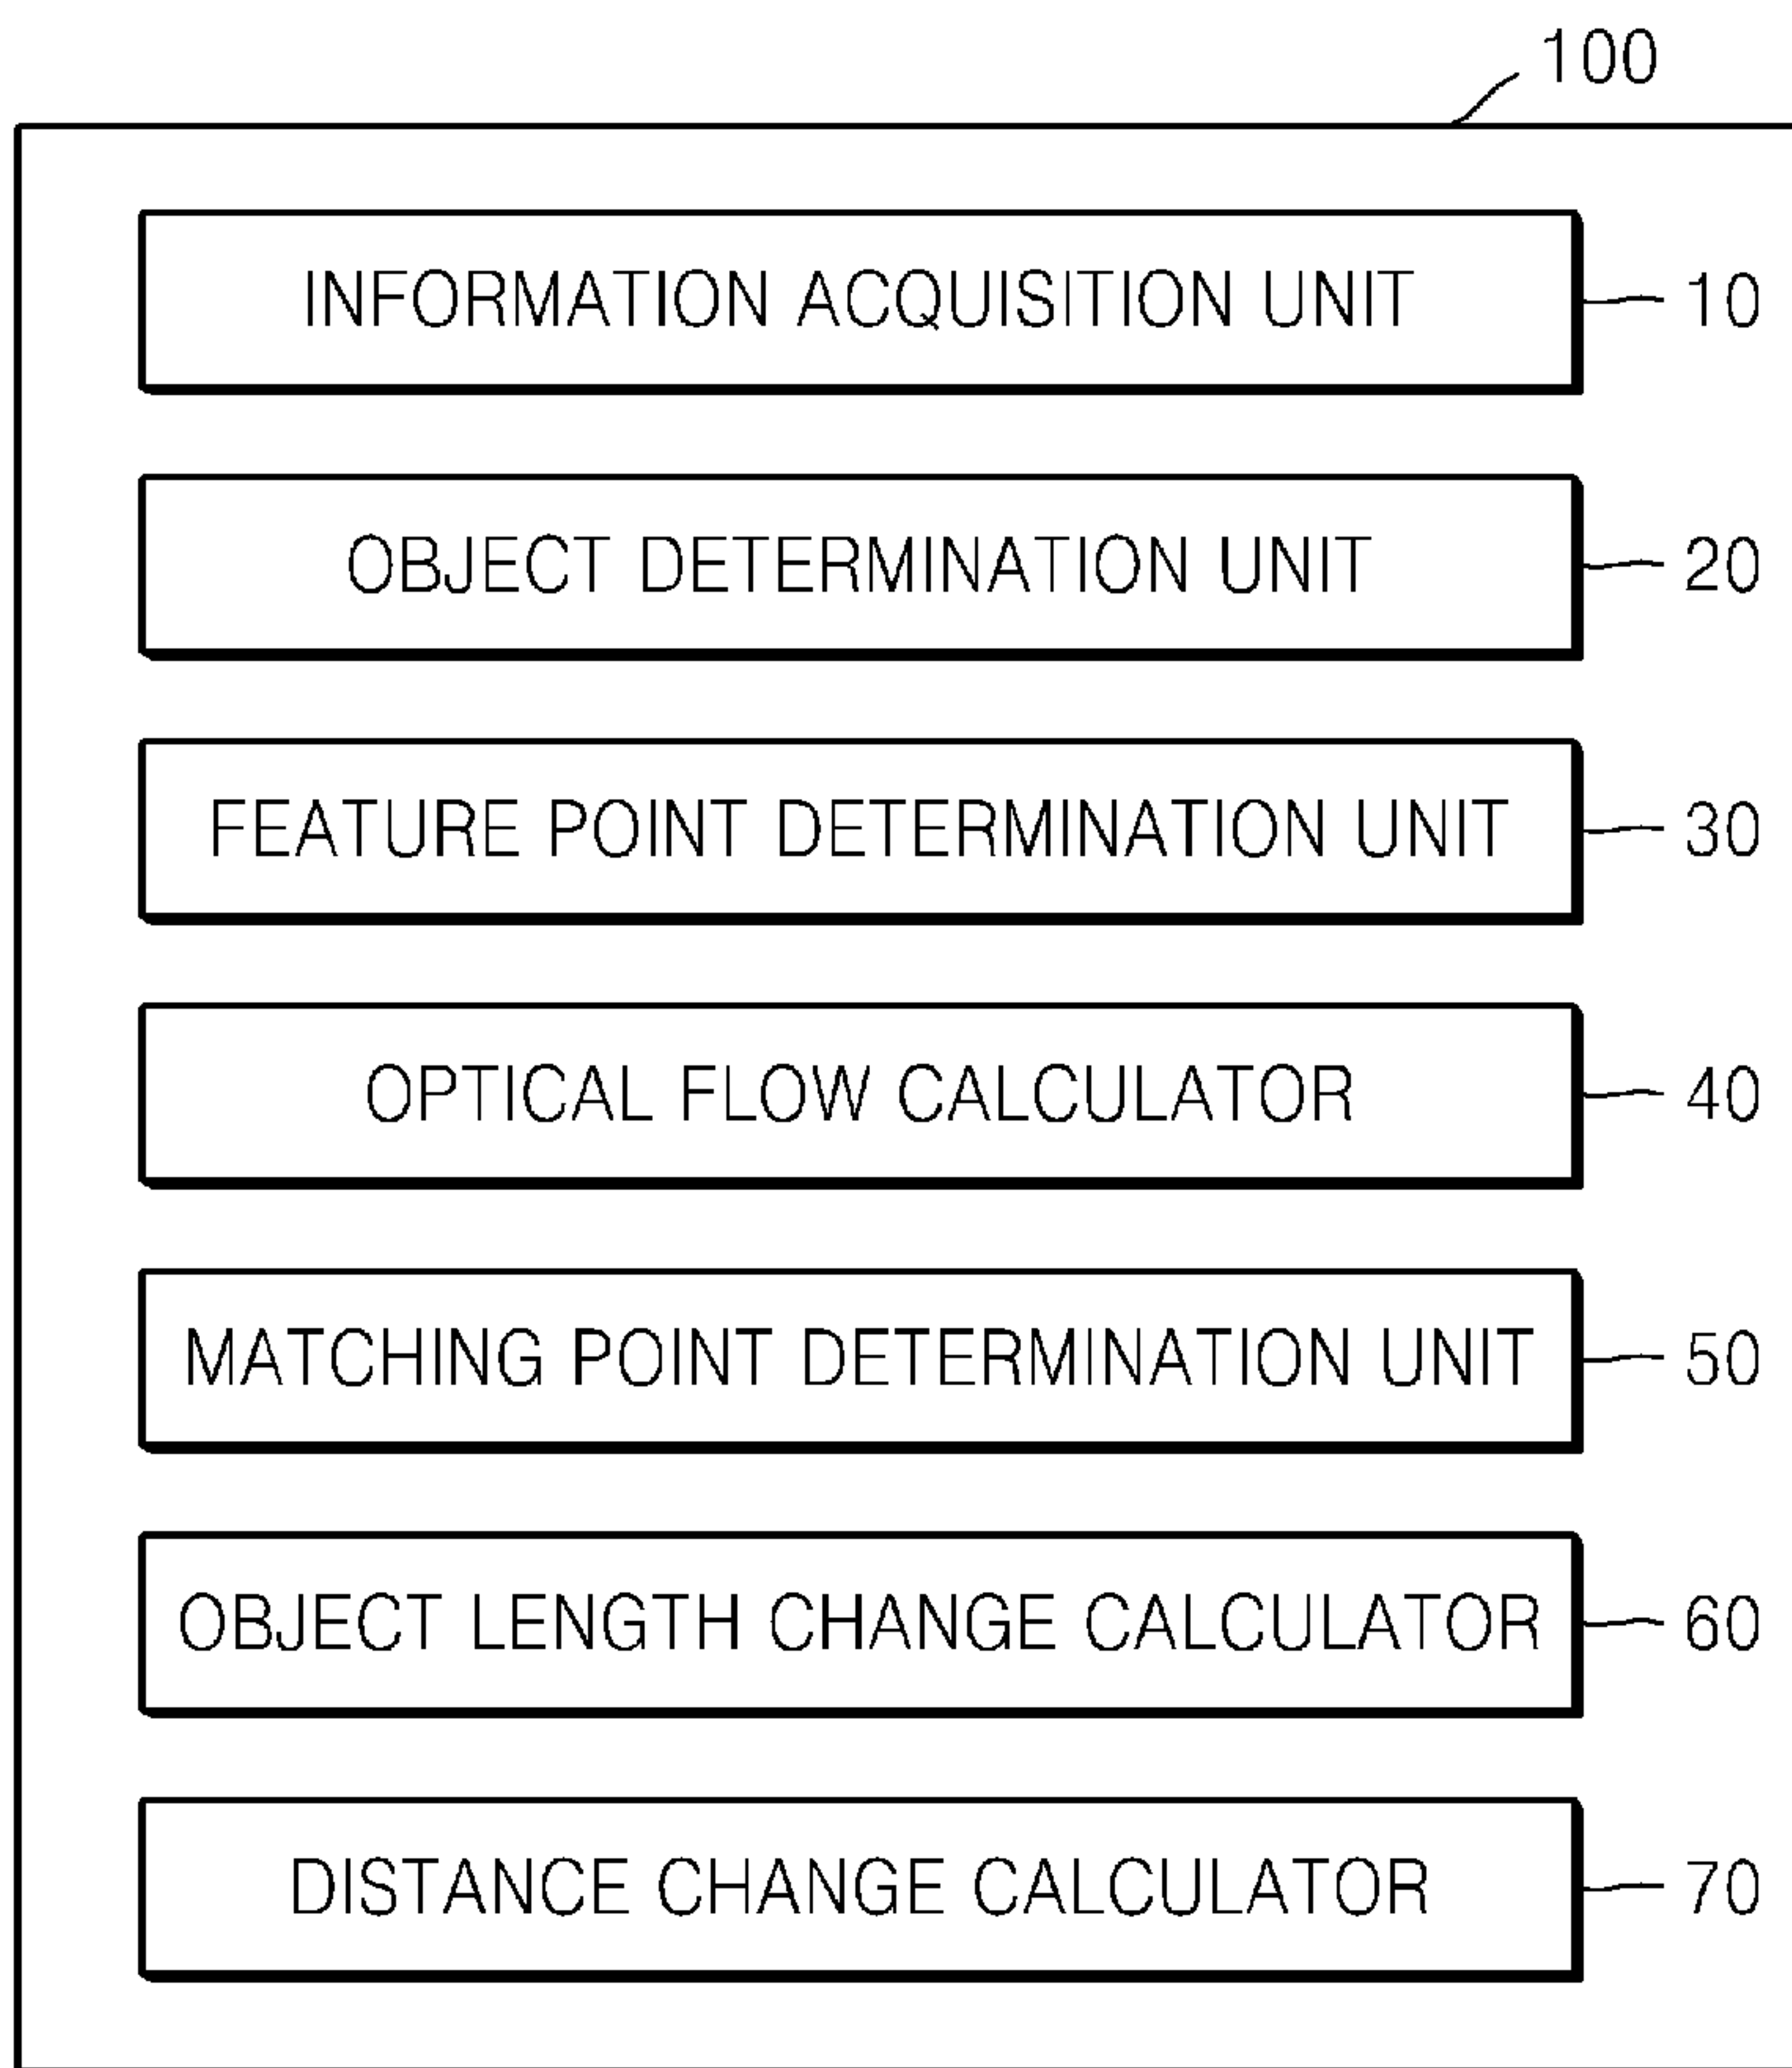 100
INFORMATION ACQUISITION UNIT 10
OBJECT DETERMINATION UNIT 20
FEATURE POINT DETERMINATION UNIT 30
OPTICAL FLOW CALCULATOR 40
MATCHING POINT DETERMINATION UNIT 50
OBJECT LENGTH CHANGE CALCULATOR 60
DISTANCE CHANGE CALCULATOR 70